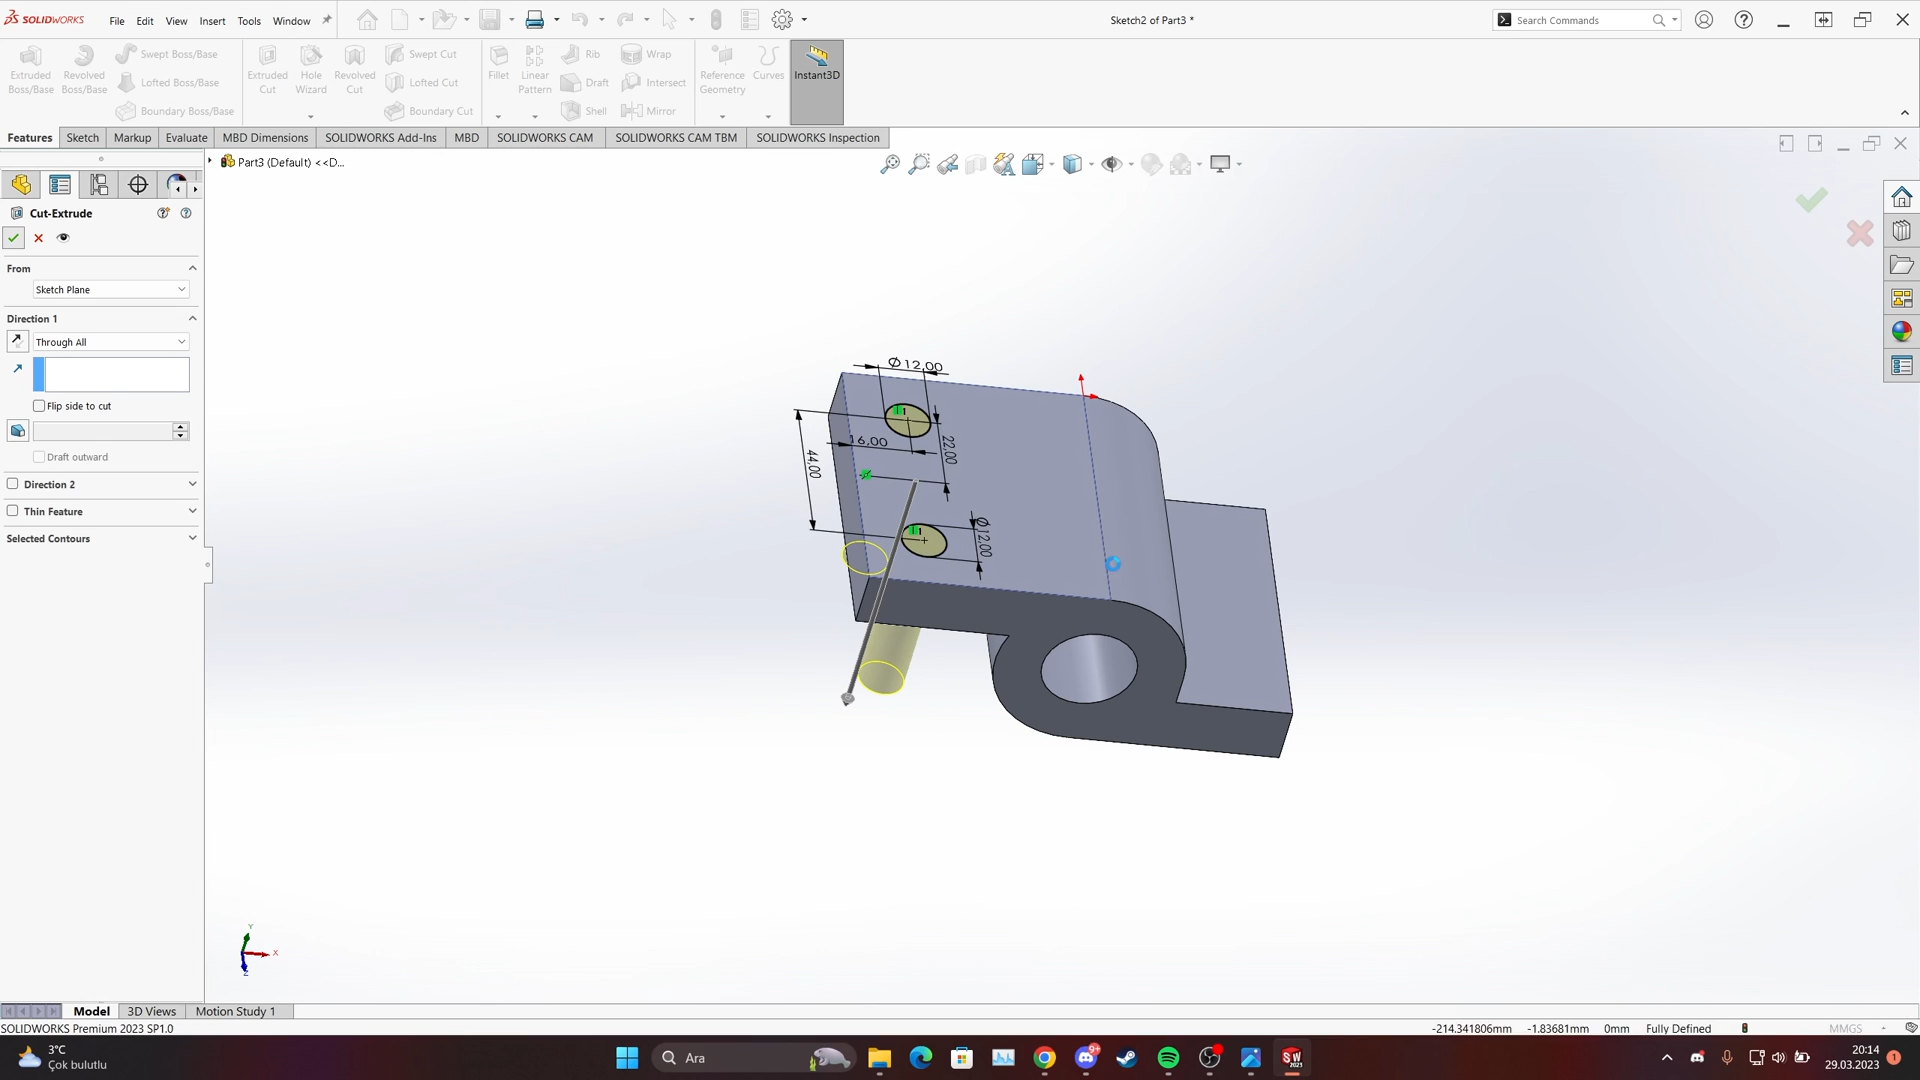 SOLIDWORKS File Edit View Insert Tools Window Sketch2 of Part3 * Search Commands
Extruded Boss/Base
Revolved Boss/Base
Swept Boss/Base
Lofted Boss/Base
Boundary Boss/Base
Extruded Cut
Hole Wizard
Revolved Cut
Swept Cut
Lofted Cut
Boundary Cut
Fillet
Linear Pattern
Rib
Draft
Shell
Wrap
Intersect
Mirror
Reference Geometry
Curves
Instant3D
Features Sketch Markup Evaluate MBD Dimensions SOLIDWORKS Add-Ins MBD SOLIDWORKS CAM SOLIDWORKS CAM TBM SOLIDWORKS Inspection
Part3 (Default) <<D...
Cut-Extrude
From
Sketch Plane
Direction 1
Through All
Flip side to cut
Draft outward
Direction 2
Thin Feature
Selected Contours
Ø12,00
16,00
22,00
44,00
Ø12,00
Y
X
Z
Model 3D Views Motion Study 1
SOLIDWORKS Premium 2023 SP1.0 -214.341806mm -1.83681mm 0mm Fully Defined MMGS
3°C
Çok bulutlu
Ara
9+
SW
2023
20:14
29.03.2023
1